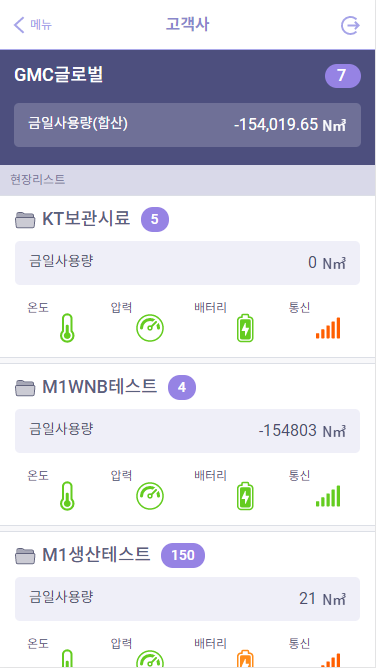 메뉴 고객사
GMC글로벌 7
금일사용량(합산) -154,019.65 N㎥
현장리스트
KT보관시료 5
금일사용량 0 N㎥
온도 압력 배터리 통신
M1WNB테스트 4
금일사용량 -154803 N㎥
온도 압력 배터리 통신
M1생산테스트 150
금일사용량 21 N㎥
온도 압력 배터리 통신